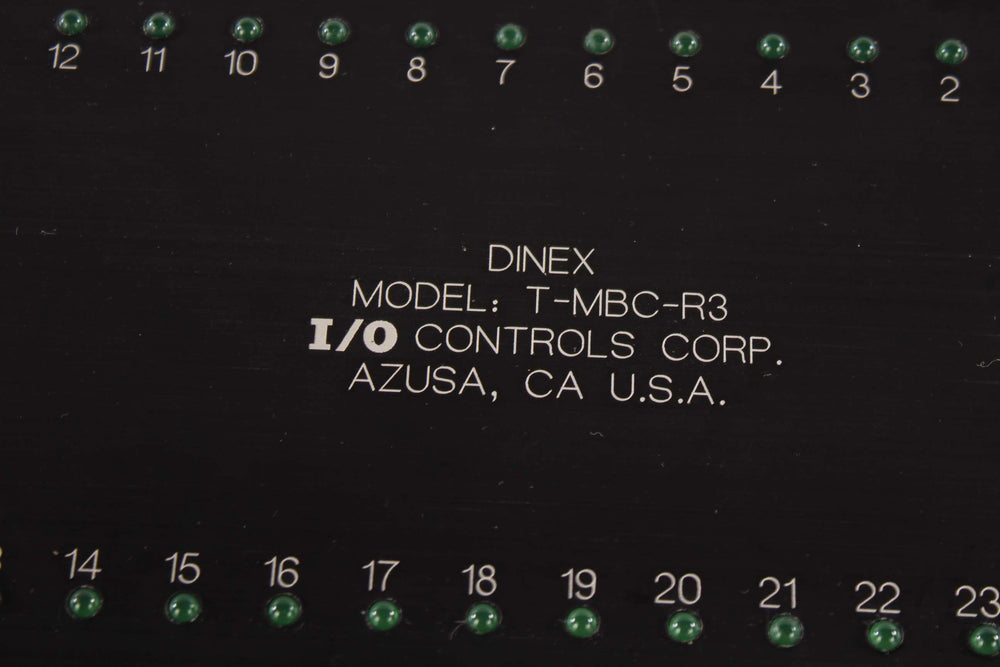 12 11 10 9 8 7 6 5 4 3 2
DINEX
MODEL: T-MBC-R3
I/O CONTROLS CORP.
AZUSA, CA U.S.A.
14 15 16 17 18 19 20 21 22 23